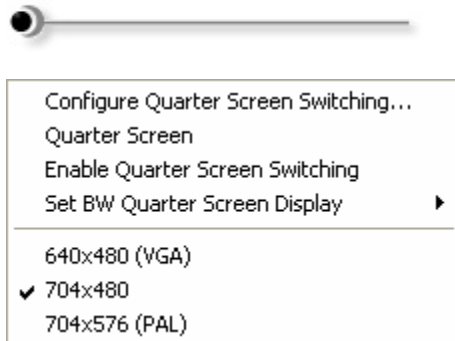 Configure Quarter Screen Switching...
Quarter Screen
Enable Quarter Screen Switching
Set BW Quarter Screen Display
640x480 (VGA)
704x480
704x576 (PAL)